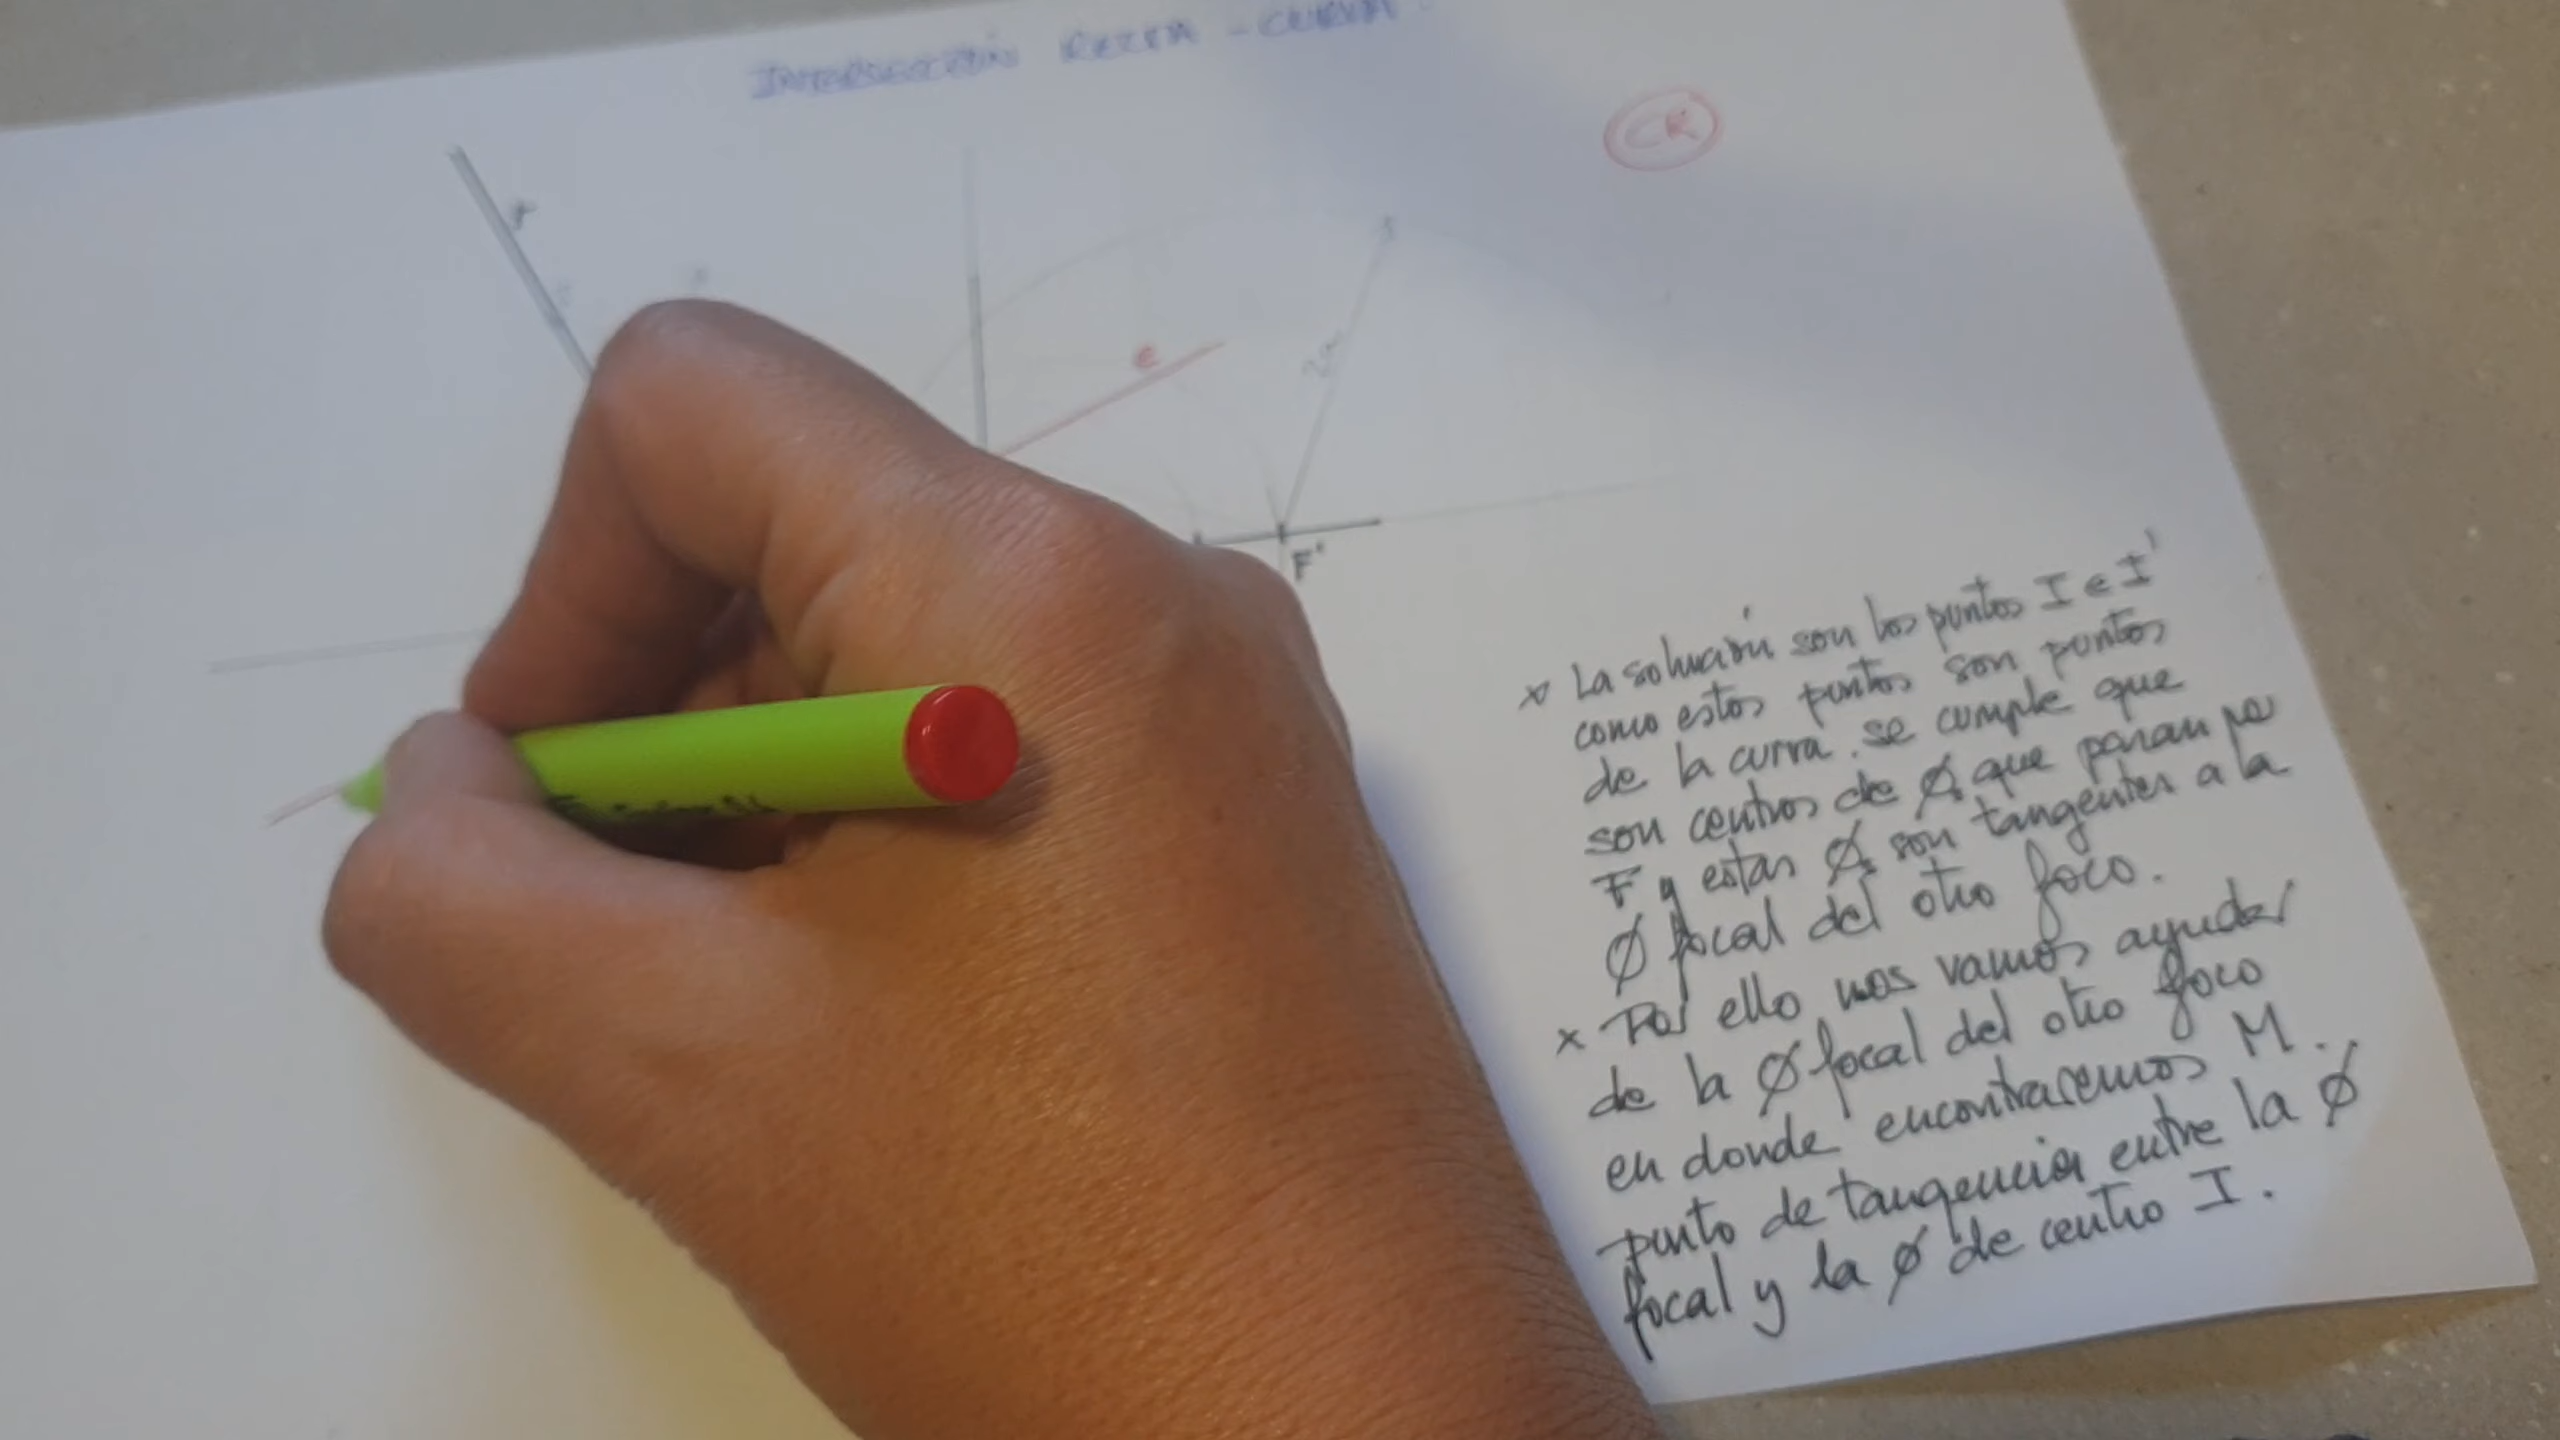 INTERSECCIÓN RECTA - CURVA.
CR
r
e
2a
F'
x La solución son los puntos I e I'
como estos puntos son puntos
de la curva. se cumple que
son centros de Ø que pasan po
F y estas Ø son tangentes a la
Ø focal del otro foco.
x Por ello nos vamos ayudar
de la Ø focal del otro foco
en donde encontraremos M.
punto de tangencia entre la Ø
focal y la Ø de centro I.